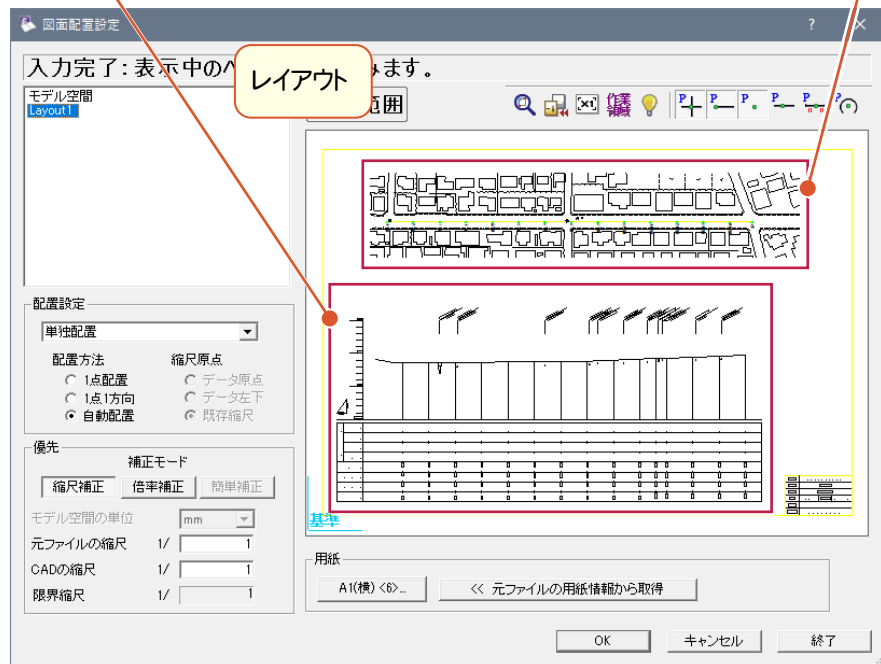 図面配置設定
入力完了:表示中のペ
みます。
レイアウト
モデル空間
Layout1
範囲
作業
領域
配置設定
単独配置
配置方法
縮尺原点
1点配置
データ原点
1点1方向
データ左下
自動配置
既存縮尺
優先
補正モード
縮尺補正
倍率補正
簡単補正
モデル空間の単位
mm
元ファイルの縮尺 1/ 1
CADの縮尺 1/ 1
限界縮尺 1/ 1
基準
用紙
A1(横) <6>...
<< 元ファイルの用紙情報から取得
OK
キャンセル
終了